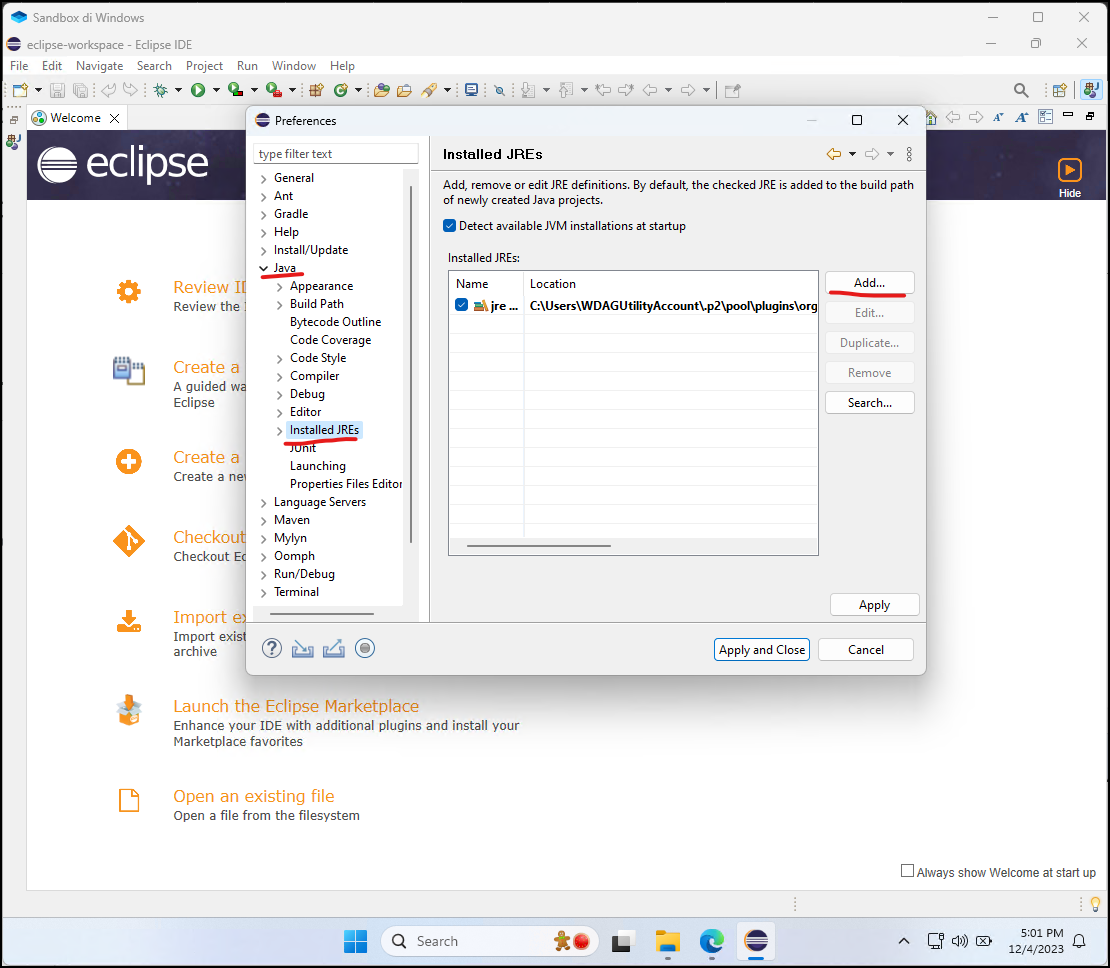 Sandbox di Windows
eclipse-workspace - Eclipse IDE
File Edit Navigate Search Project Run Window Help
Welcome
eclipse
Hide
Review
Review the
Create a
A guided
Eclipse
Create a
Create a
Checkout
Checkout
Import
Import
archive
Launch the Eclipse Marketplace
Enhance your IDE with additional plugins and install your
Marketplace favorites
Open an existing file
Open a file from the filesystem
Always show Welcome at start up
Preferences
type filter text
General
Ant
Gradle
Help
Install/Update
Java
Appearance
Build Path
Bytecode Outline
Code Coverage
Code Style
Compiler
Debug
Editor
Installed JREs
JUnit
Launching
Properties Files Editor
Language Servers
Maven
Mylyn
Oomph
Run/Debug
Terminal
Installed JREs
Add, remove or edit JRE definitions. By default, the checked JRE is added to the build path
of newly created Java projects.
Detect available JVM installations at startup
Installed JREs:
Name Location
jre ... C:\Users\WDAGUtilityAccount\.p2\pool\plugins\org
Add...
Edit...
Duplicate...
Remove
Search...
Apply
Apply and Close Cancel
Search
5:01 PM
12/4/2023